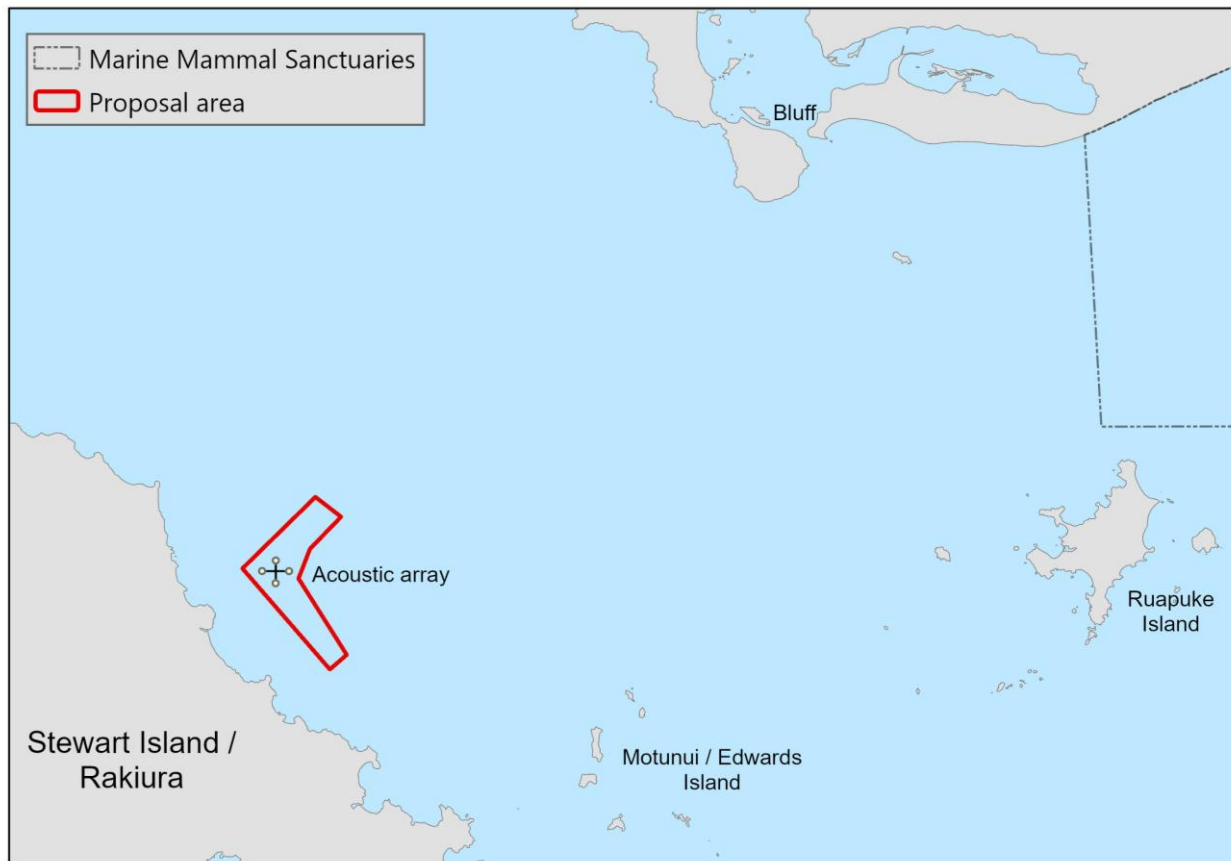 Marine Mammal Sanctuaries
Proposal area
Bluff
Acoustic array
Ruapuke
Island
Stewart Island /
Rakiura
Motunui / Edwards
Island